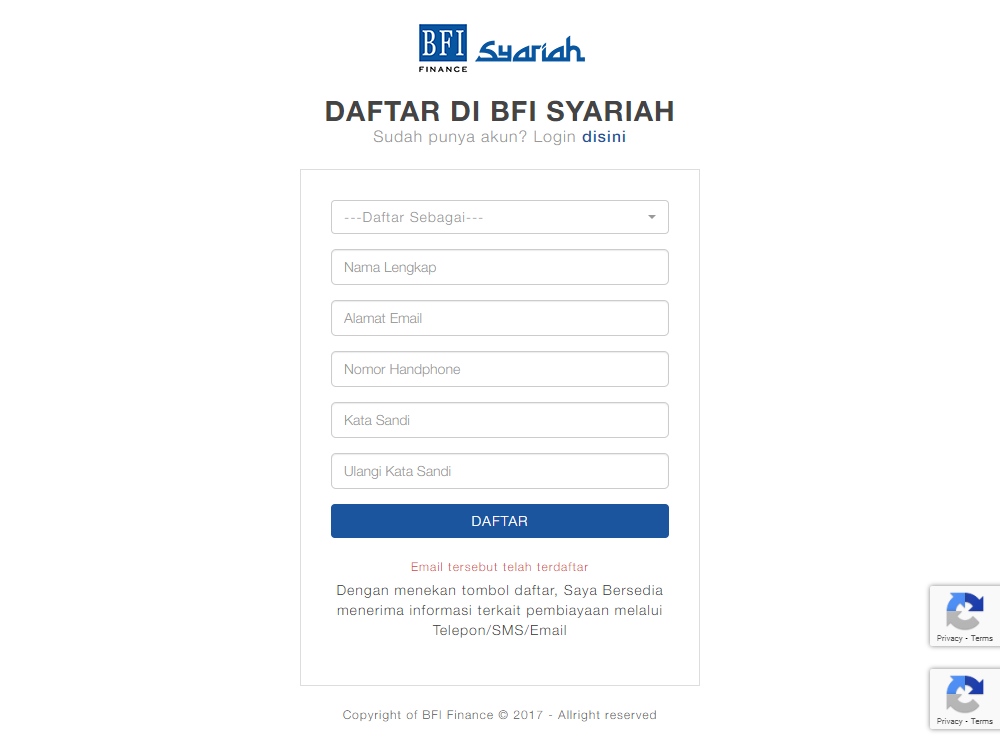 BFI
FINANCE
Syariah
DAFTAR DI BFI SYARIAH
Sudah punya akun? Login disini
---Daftar Sebagai---
Nama Lengkap
Alamat Email
Nomor Handphone
Kata Sandi
Ulangi Kata Sandi
DAFTAR
Email tersebut telah terdaftar
Dengan menekan tombol daftar, Saya Bersedia
menerima informasi terkait pembiayaan melalui
Telepon/SMS/Email
Privacy - Terms
Privacy - Terms
Copyright of BFI Finance © 2017 - Allright reserved